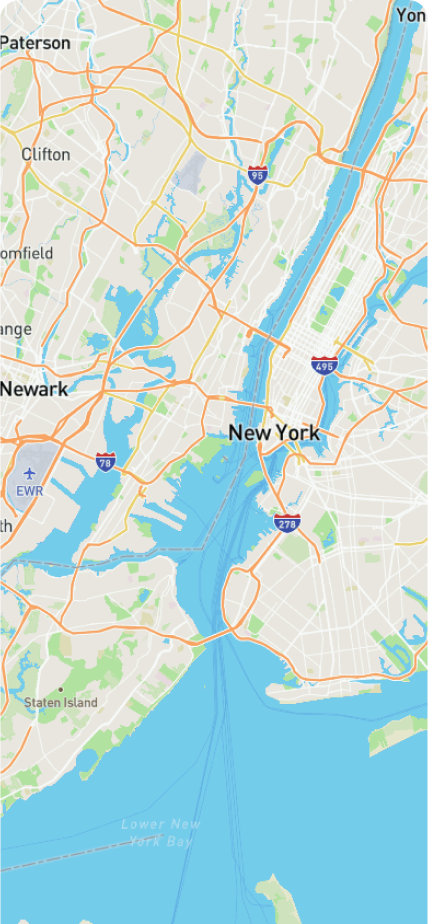 Yon
Paterson
Clifton
95
omfield
ange
495
Newark
New York
78
EWR
278
th
Staten Island
Lower New
York Bay